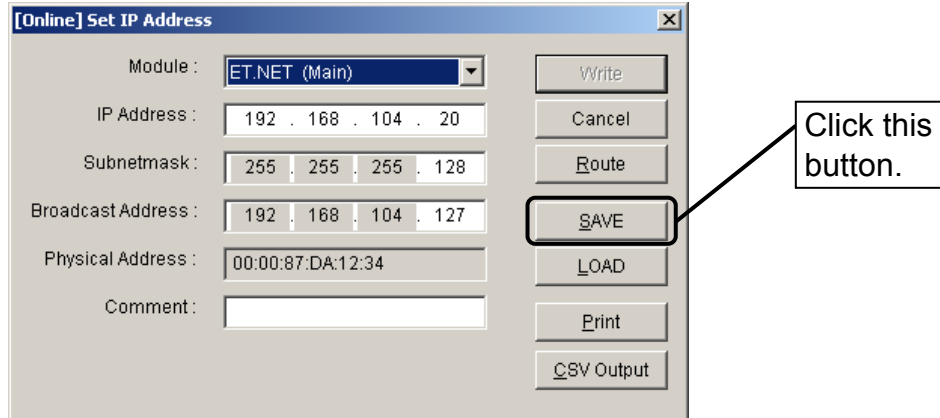 [Online] Set IP Address
Module : ET.NET (Main)
Write
IP Address : 192 . 168 . 104 . 20
Cancel
Subnetmask : 255 . 255 . 255 . 128
Route
Broadcast Address : 192 . 168 . 104 . 127
SAVE
Physical Address : 00:00:87:DA:12:34
LOAD
Comment :
Print
CSV Output
Click this
button.